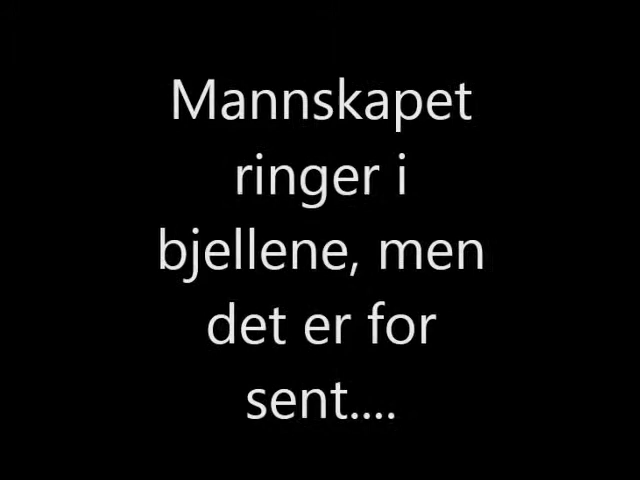 Mannskapet
ringer i
bjellene, men
det er for
sent....